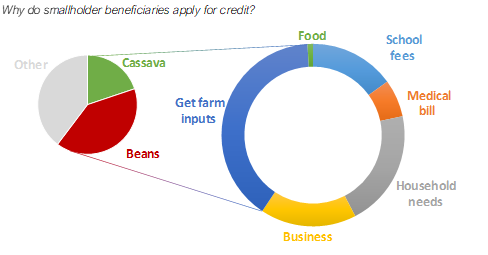 Why do smallholder beneficiaries apply for credit?
Food
School
fees
Other
Cassava
Medical
bill
Get farm
inputs
Beans
Household
needs
Business